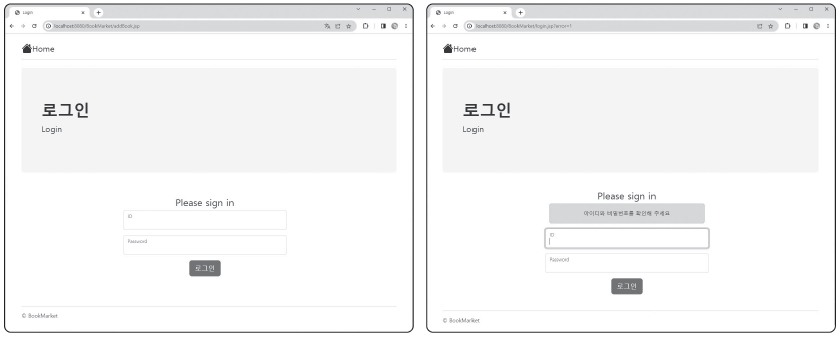 Login
localhost:8080/BookMarket/addBook.jsp
Home
로그인
Login
Please sign in
ID
Password
로그인
© BookMarket
Login
localhost:8080/BookMarket/login.jsp?error=1
Home
로그인
Login
Please sign in
아이디와 비밀번호를 확인해 주세요
ID
Password
로그인
© BookMarket